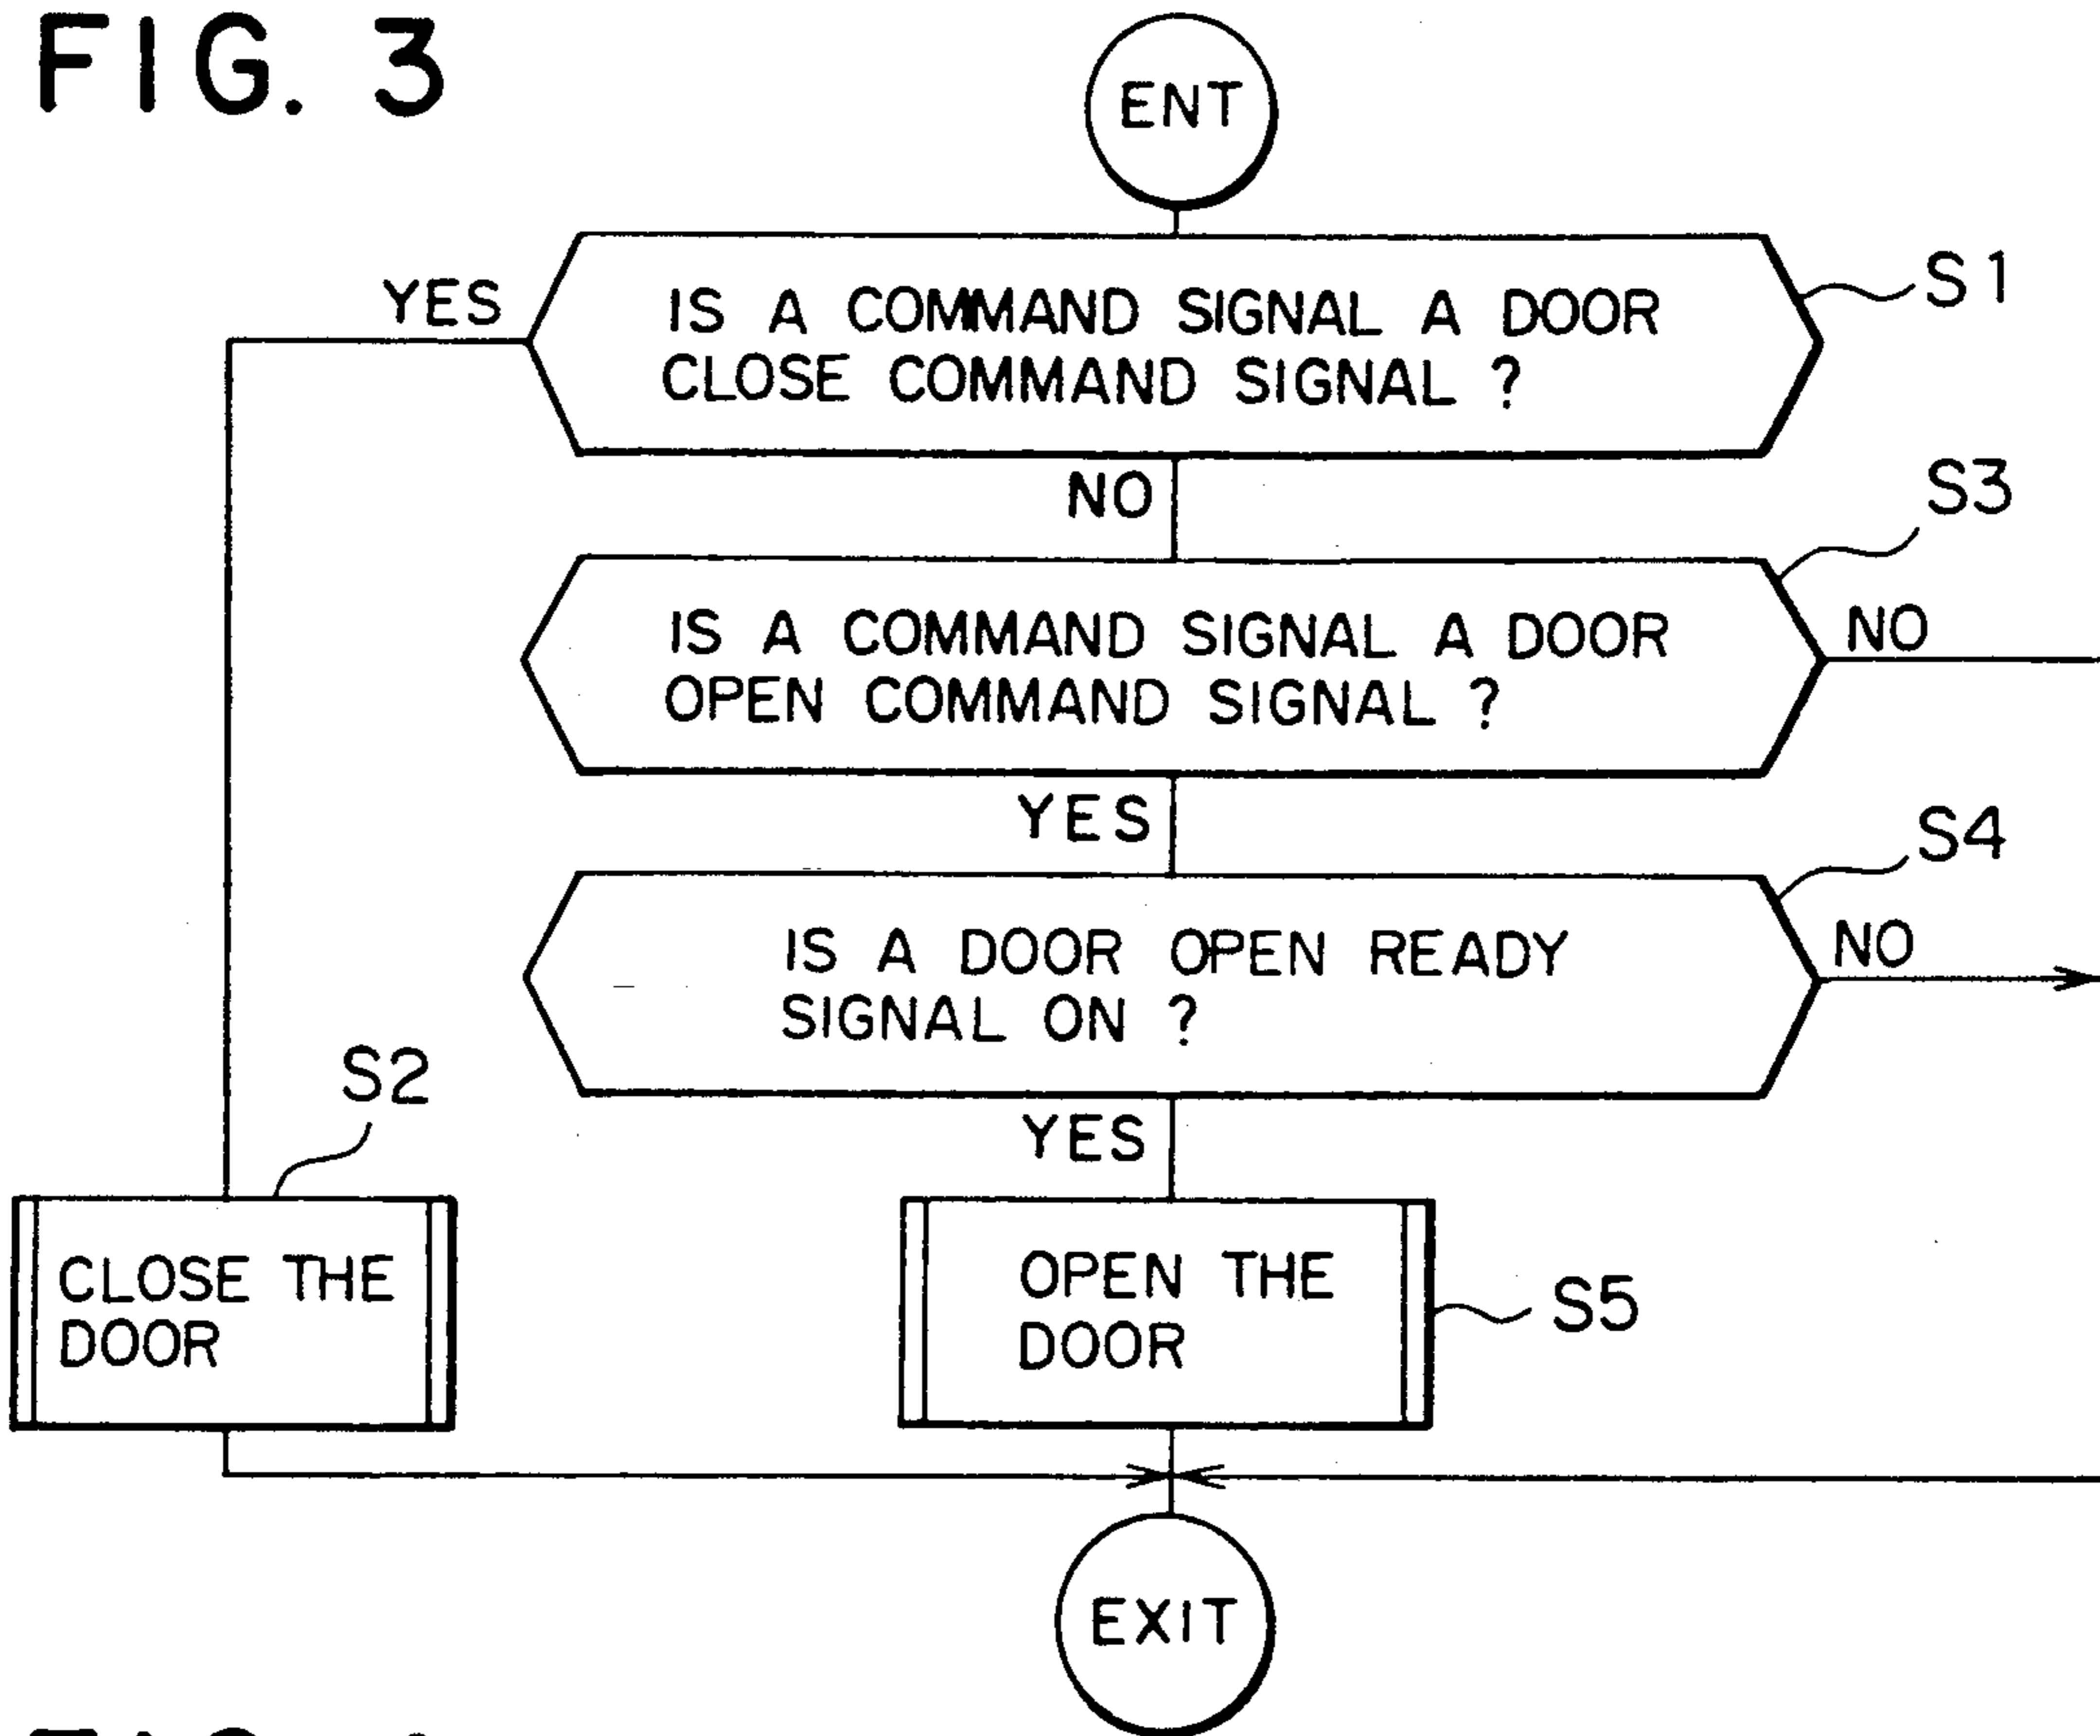 FIG. 3
ENT
YES
IS A COMMAND SIGNAL A DOOR
CLOSE COMMAND SIGNAL ?
S1
NO
S3
IS A COMMAND SIGNAL A DOOR
OPEN COMMAND SIGNAL ?
NO
YES
S4
IS A DOOR OPEN READY
SIGNAL ON ?
NO
S2
YES
CLOSE THE
DOOR
OPEN THE
DOOR
S5
EXIT